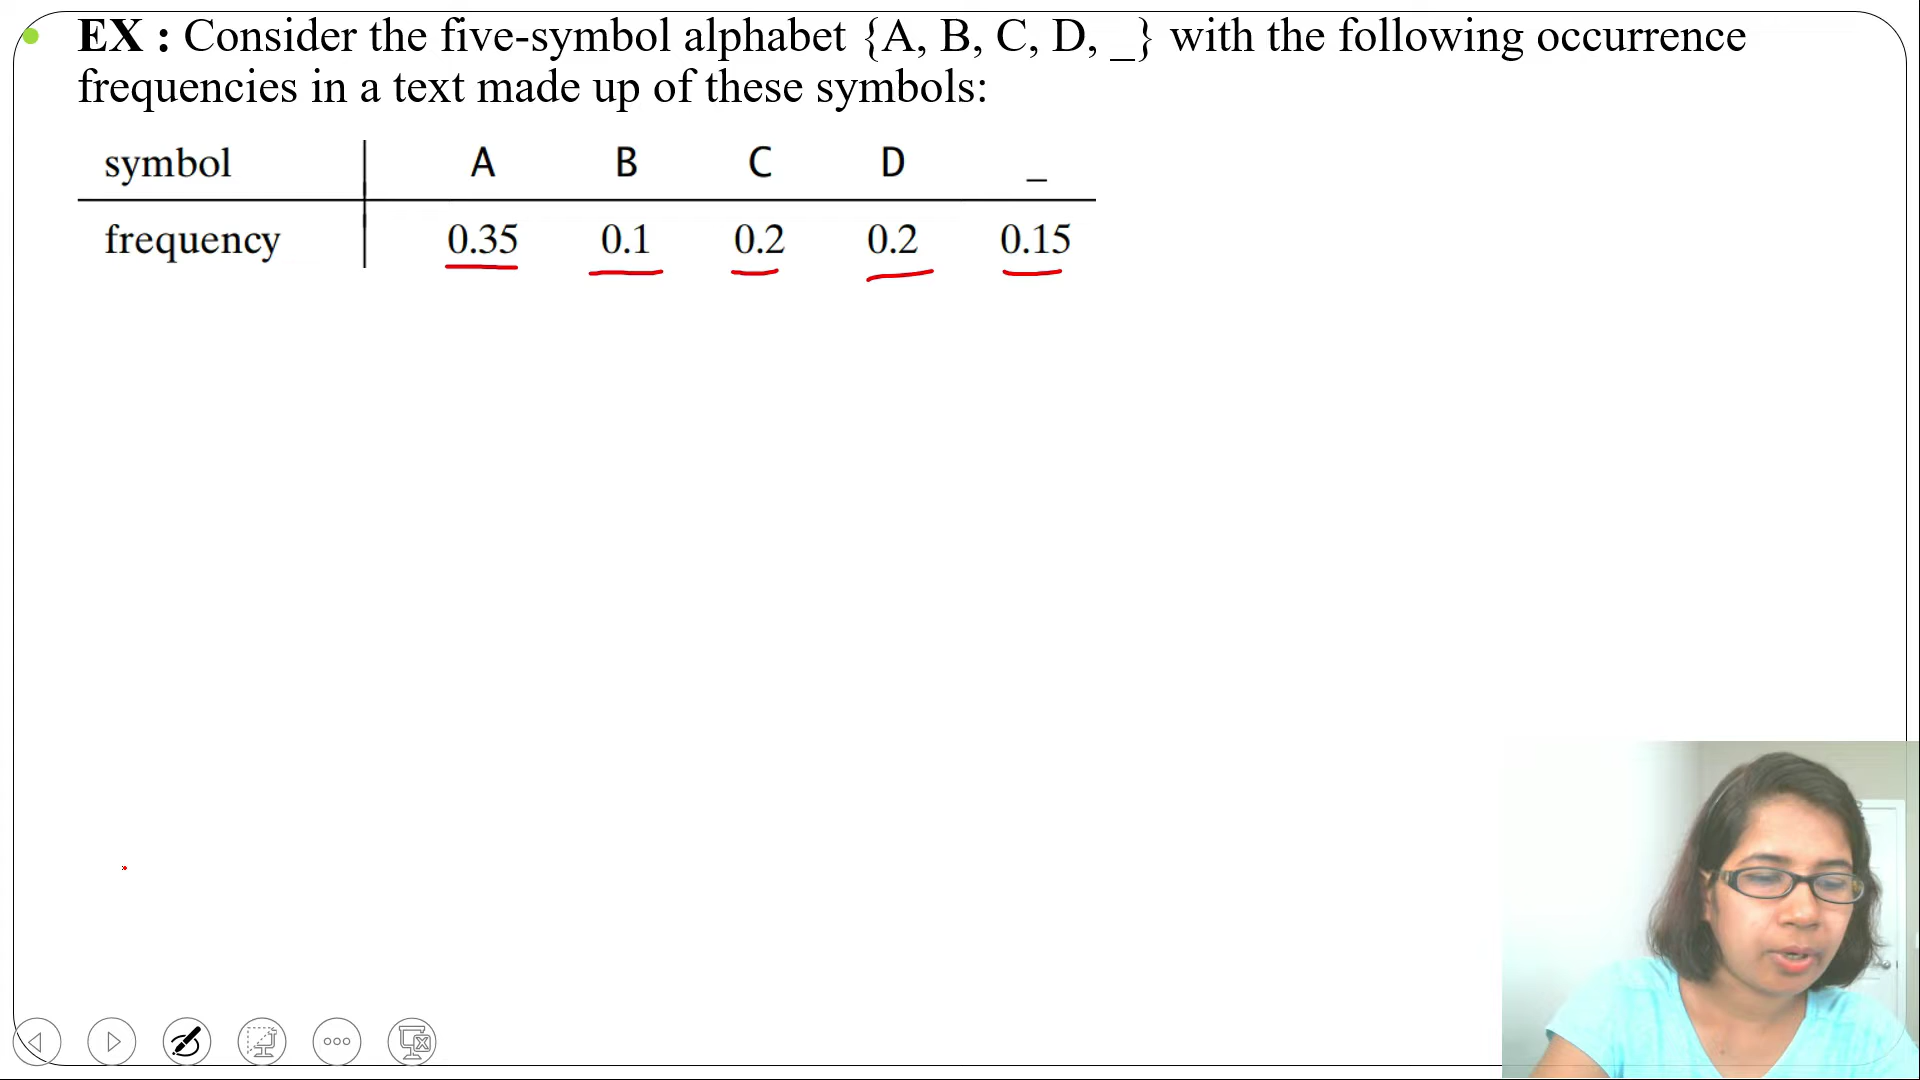 EX : Consider the five-symbol alphabet {A, B, C, D, _} with the following occurrence
frequencies in a text made up of these symbols:
symbol A B C D _
frequency 0.35 0.1 0.2 0.2 0.15